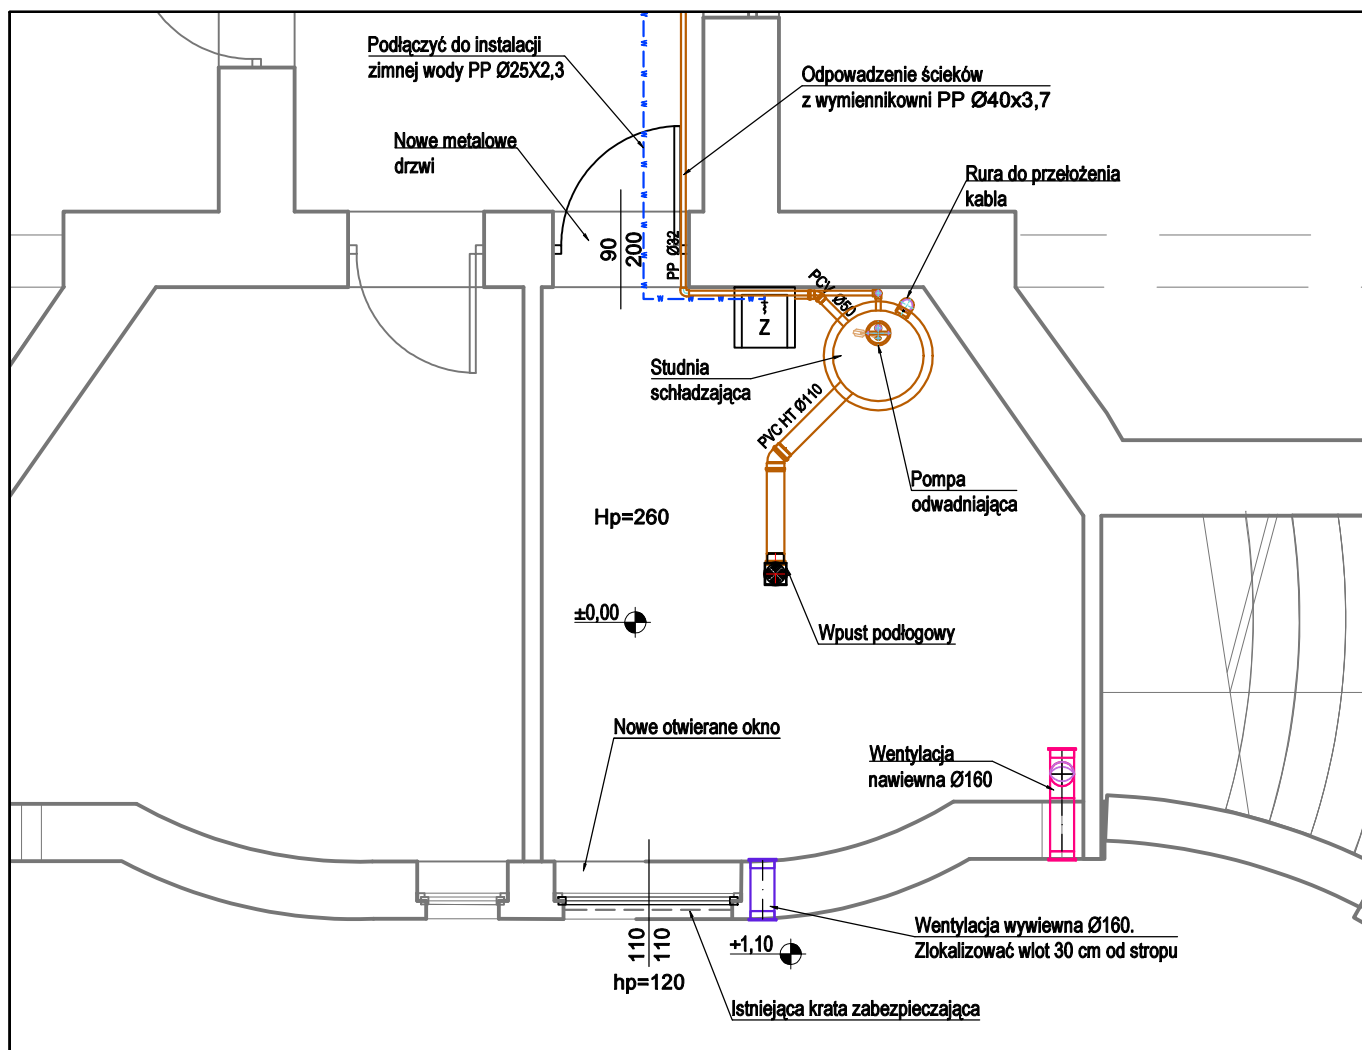 Podłączyć do instalacji
zimnej wody PP Ø25X2,3
Odpowadzenie ścieków
z wymiennikowni PP Ø40x3,7
Nowe metalowe
drzwi
Rura do przełożenia
kabla
90
200
PP Ø32
PCV Ø50
W W W W W W W W W W
W W W W
Z
Studnia
schładzająca
PVC HT Ø110
Pompa
odwadniająca
Hp=260
±0,00
Wpust podłogowy
Nowe otwierane okno
Wentylacja
nawiewna Ø160
Wentylacja wywiewna Ø160.
Zlokalizować wlot 30 cm od stropu
110
110
+1,10
hp=120
Istniejąca krata zabezpieczająca